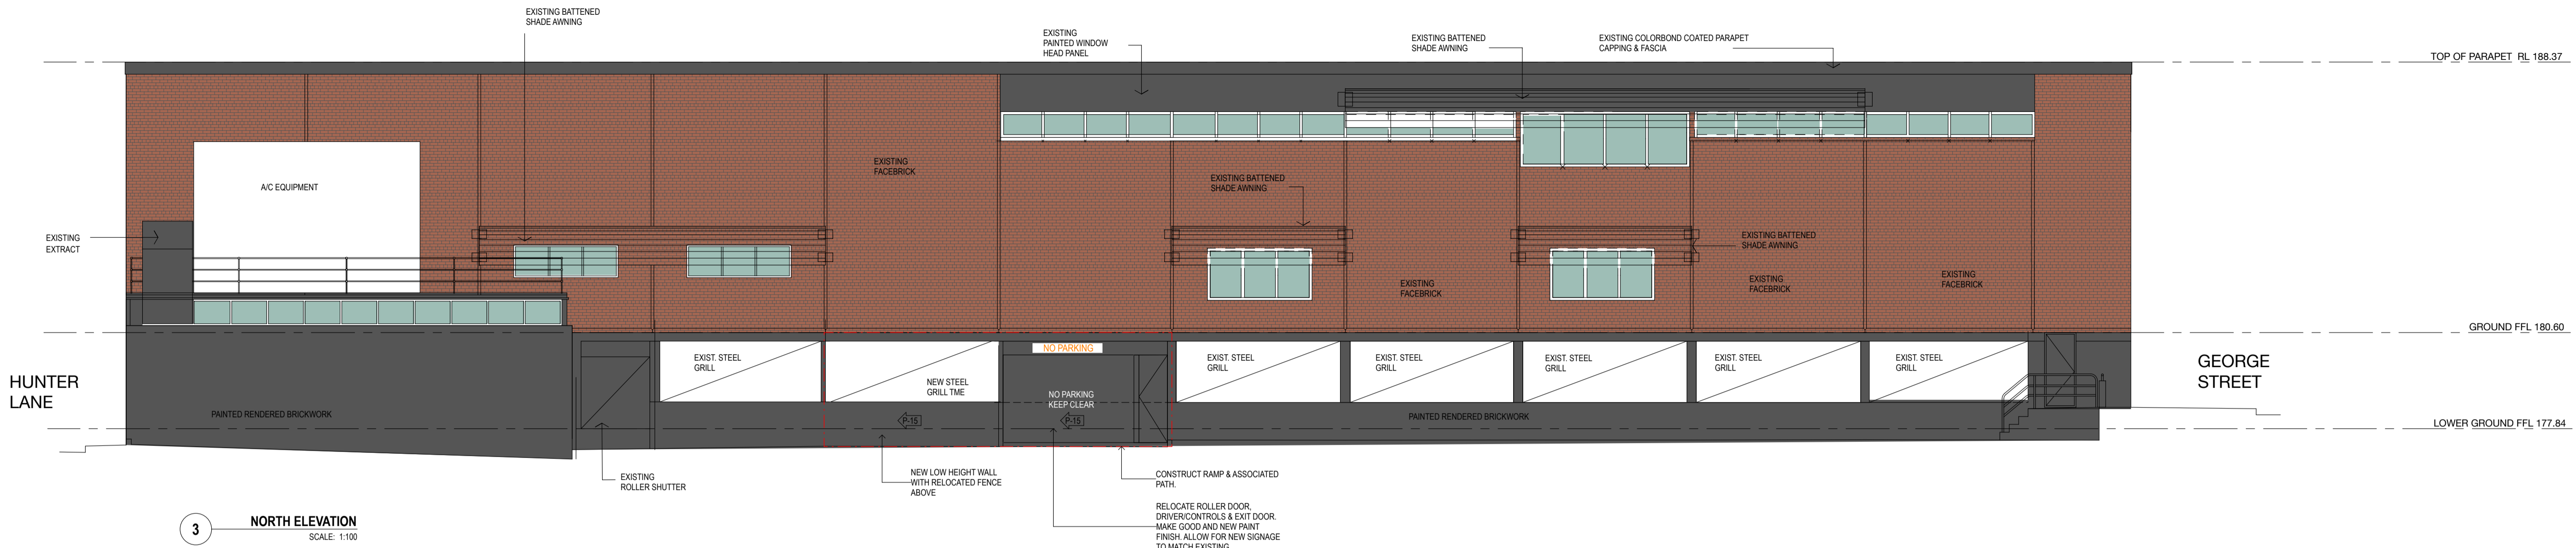 EXISTING BATTENED
SHADE AWNING
EXISTING
PAINTED WINDOW
HEAD PANEL
EXISTING BATTENED
SHADE AWNING
EXISTING COLORBOND COATED PARAPET
CAPPING & FASCIA
TOP OF PARAPET RL 188.37
A/C EQUIPMENT
EXISTING
FACEBRICK
EXISTING BATTENED
SHADE AWNING
EXISTING
EXTRACT
EXISTING BATTENED
SHADE AWNING
EXISTING
FACEBRICK
EXISTING
FACEBRICK
EXISTING
FACEBRICK
GROUND FFL 180.60
HUNTER
LANE
EXIST. STEEL
GRILL
NEW STEEL
GRILL TME
NO PARKING
NO PARKING
KEEP CLEAR
EXIST. STEEL
GRILL
EXIST. STEEL
GRILL
EXIST. STEEL
GRILL
EXIST. STEEL
GRILL
EXIST. STEEL
GRILL
GEORGE
STREET
PAINTED RENDERED BRICKWORK
P-15
P-15
PAINTED RENDERED BRICKWORK
LOWER GROUND FFL 177.84
EXISTING
ROLLER SHUTTER
NEW LOW HEIGHT WALL
WITH RELOCATED FENCE
ABOVE
CONSTRUCT RAMP & ASSOCIATED
PATH.
RELOCATE ROLLER DOOR,
DRIVER/CONTROLS & EXIT DOOR.
MAKE GOOD AND NEW PAINT
FINISH. ALLOW FOR NEW SIGNAGE
TO MATCH EXISTING
3
NORTH ELEVATION
SCALE: 1:100